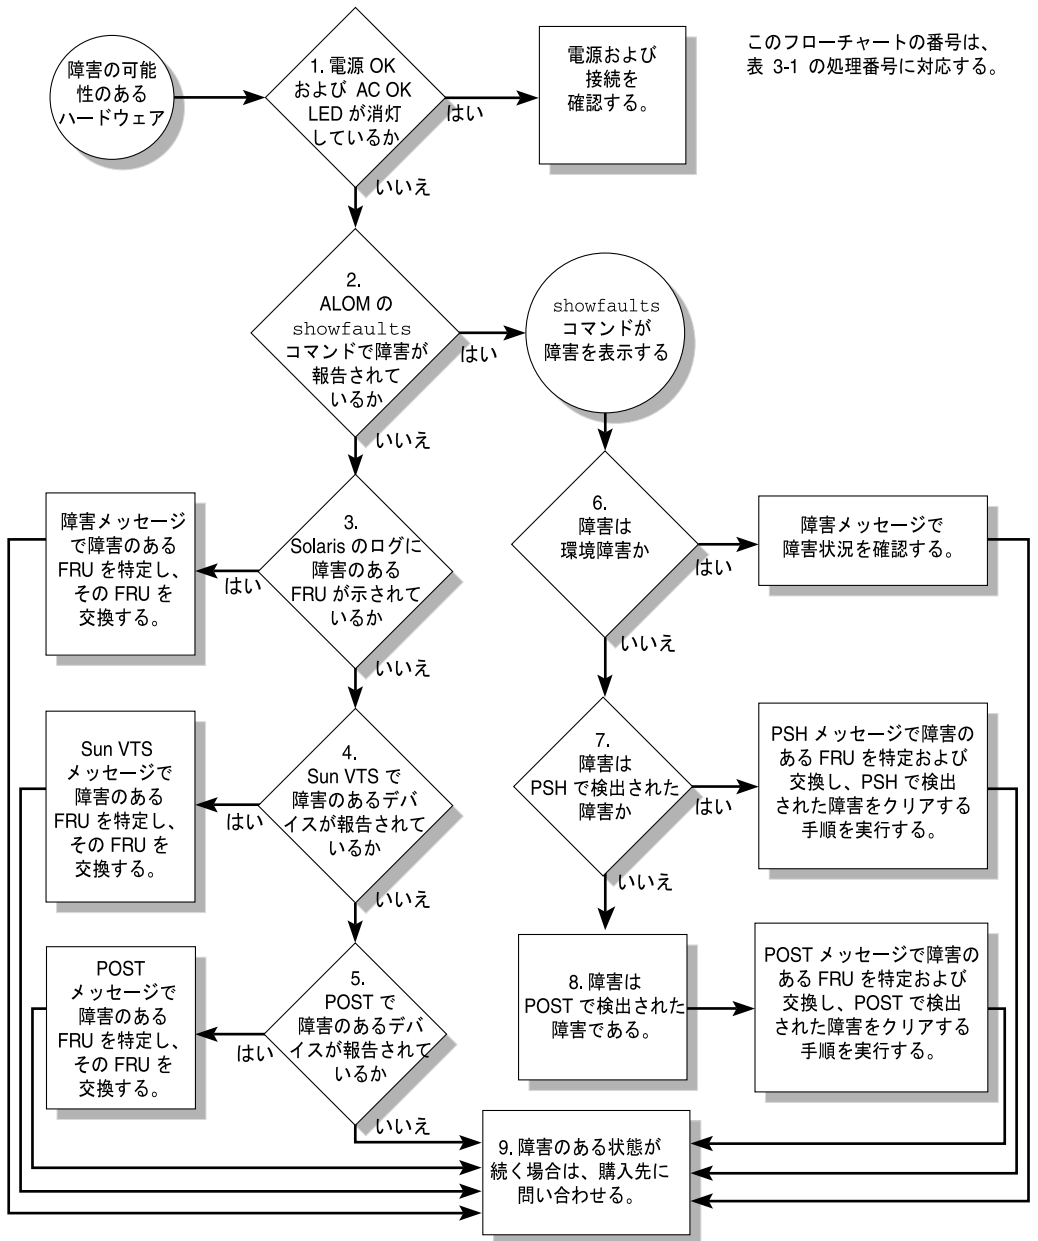 障害の可能
性のある
ハードウェア
1. 電源 OK
および AC OK
LED が消灯
しているか
はい
いいえ
電源および
接続を
確認する。
このフローチャートの番号は、
表 3-1 の処理番号に対応する。
2.
ALOM の
showfaults
コマンドで障害が
報告されて
いるか
はい
いいえ
showfaults
コマンドが
障害を表示する
3.
Solaris のログに
障害のある
FRU が示されて
いるか
はい
いいえ
障害メッセージ
で障害のある
FRU を特定し、
その FRU を
交換する。
6.
障害は
環境障害か
はい
いいえ
障害メッセージで
障害状況を確認する。
4.
Sun VTS で
障害のあるデバ
イスが報告されて
いるか
はい
いいえ
Sun VTS
メッセージで
障害のある
FRU を特定し、
その FRU を
交換する。
7.
障害は
PSH で検出された
障害か
はい
いいえ
PSH メッセージで障害の
ある FRU を特定および
交換し、PSH で検出
された障害をクリアする
手順を実行する。
5.
POST で
障害のあるデバ
イスが報告されて
いるか
はい
いいえ
POST
メッセージで
障害のある
FRU を特定し、
その FRU を
交換する。
8. 障害は
POST で検出された
障害である。
POST メッセージで障害の
ある FRU を特定および
交換し、POST で検出
された障害をクリアする
手順を実行する。
9. 障害のある状態が
続く場合は、購入先に
問い合わせる。